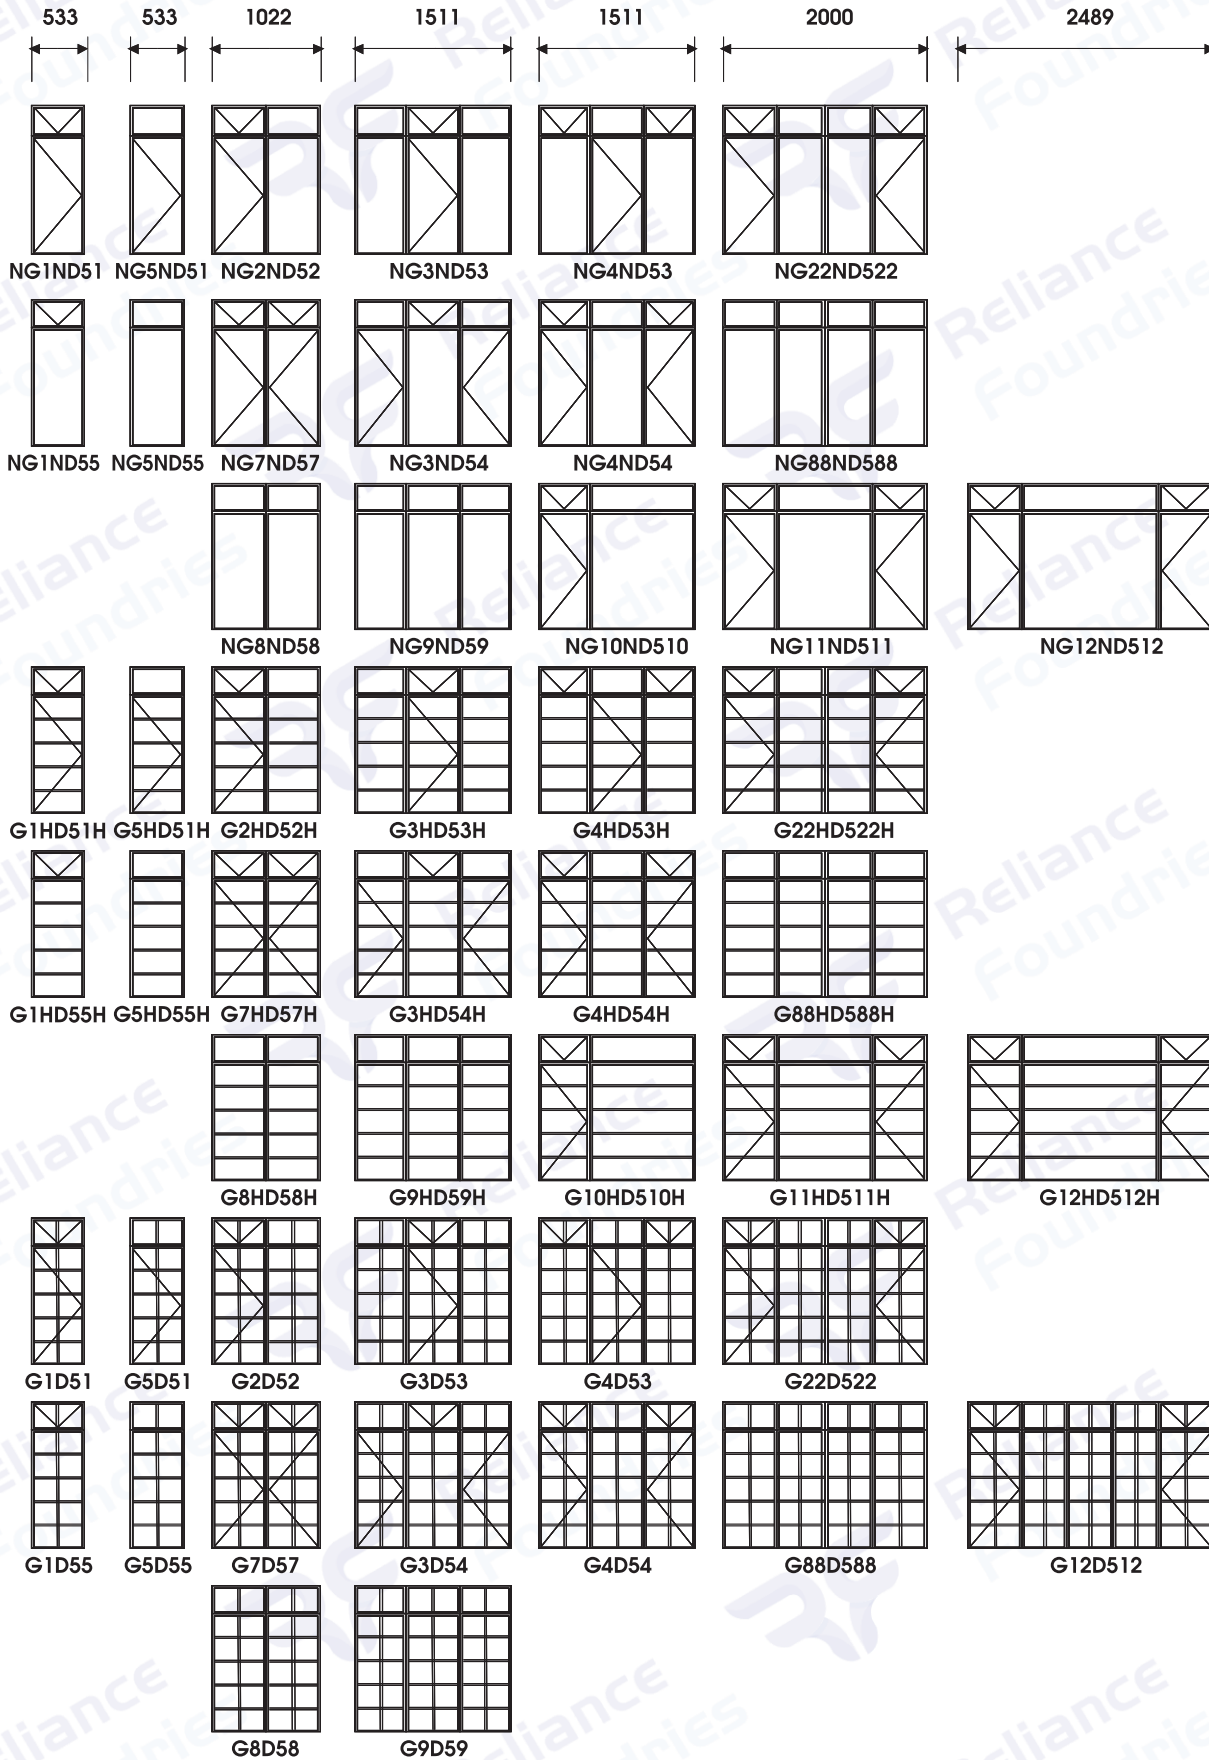 533 533 1022 1511 1511 2000 2489
NG1ND51 NG5ND51 NG2ND52 NG3ND53 NG4ND53 NG22ND522
NG1ND55 NG5ND55 NG7ND57 NG3ND54 NG4ND54 NG88ND588
NG8ND58 NG9ND59 NG10ND510 NG11ND511 NG12ND512
G1HD51H G5HD51H G2HD52H G3HD53H G4HD53H G22HD522H
G1HD55H G5HD55H G7HD57H G3HD54H G4HD54H G88HD588H
G8HD58H G9HD59H G10HD510H G11HD511H G12HD512H
G1D51 G5D51 G2D52 G3D53 G4D53 G22D522
G1D55 G5D55 G7D57 G3D54 G4D54 G88D588 G12D512
G8D58 G9D59
Reliance
Foundries